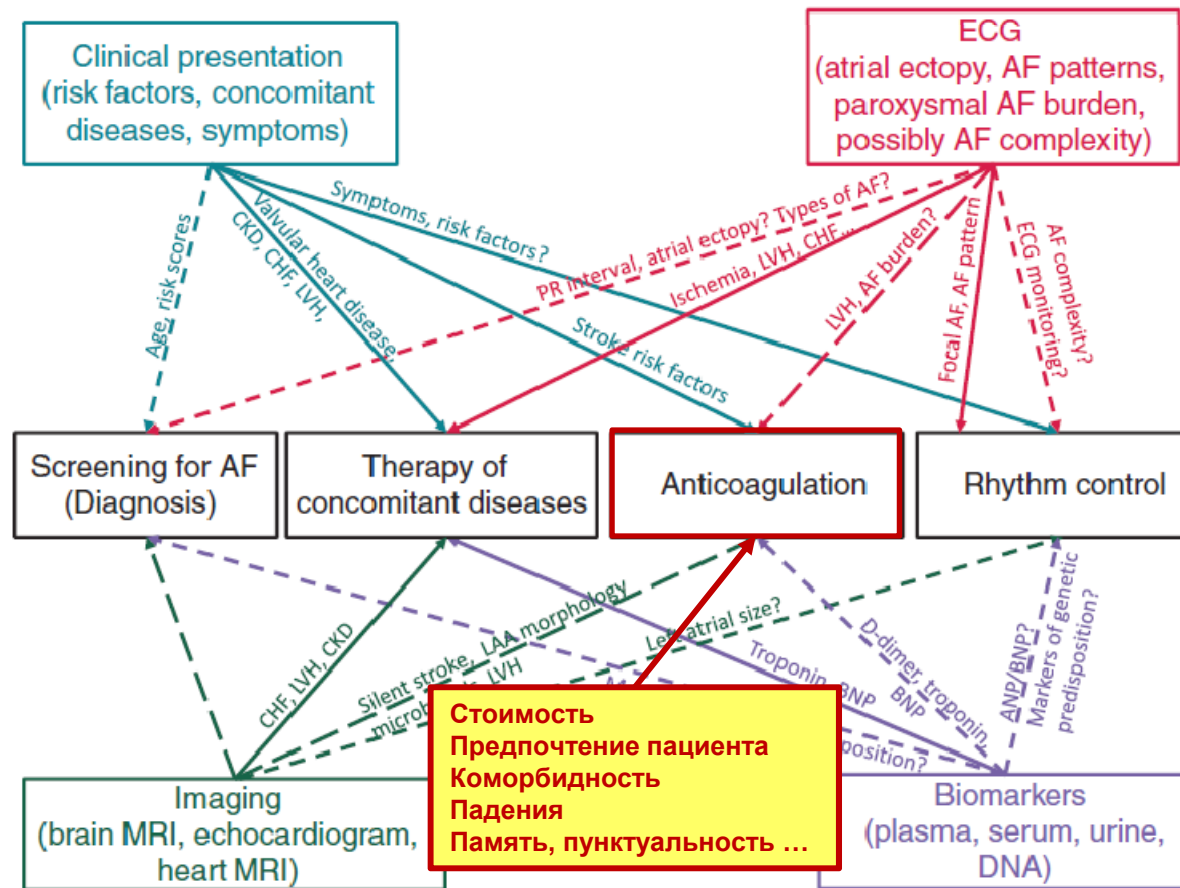 Clinical presentation
(risk factors, concomitant
diseases, symptoms)
ECG
(atrial ectopy, AF patterns,
paroxysmal AF burden,
possibly AF complexity)
Age, risk scores
Valvular heart disease,
CKD, CHF, LVH,
Symptoms, risk factors?
Stroke risk factors
PR interval, atrial ectopy? Types of AF?
Ischemia, LVH, CHF...
LVH, AF burden?
Focal AF, AF pattern
AF complexity?
ECG monitoring?
Screening for AF
(Diagnosis)
Therapy of
concomitant diseases
Anticoagulation
Rhythm control
CHF, LVH, CKD
Silent stroke, LAA morphology
LVH
Left atrial size?
Troponin, BNP
D-dimer, troponin,
BNP
ANP/BNP?
Markers of genetic
predisposition?
Стоимость
Предпочтение пациента
Коморбидность
Падения
Память, пунктуальность ...
Imaging
(brain MRI, echocardiogram,
heart MRI)
Biomarkers
(plasma, serum, urine,
DNA)